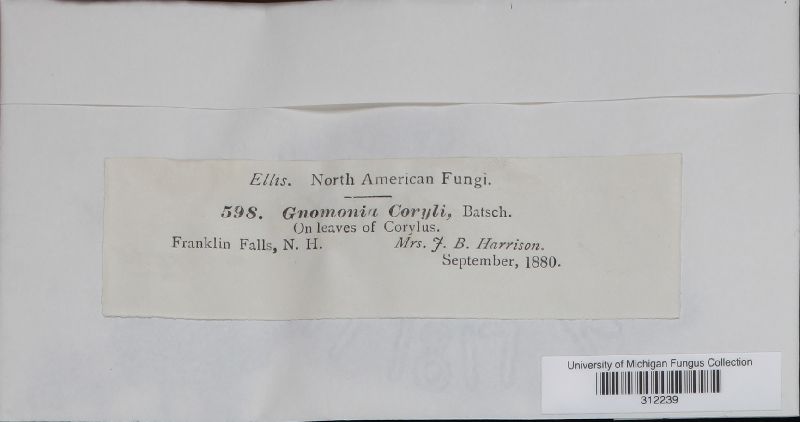 Ellis. North American Fungi.
598. Gnomonia Coryli, Batsch.
On leaves of Corylus.
Franklin Falls, N. H. Mrs. J. B. Harrison.
September, 1880.
University of Michigan Fungus Collection
312239